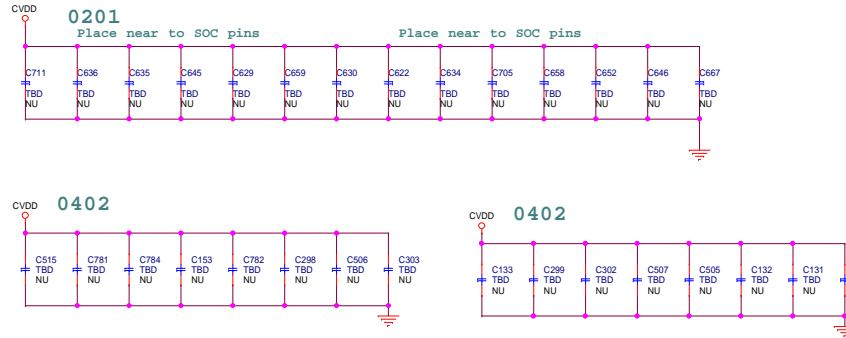 CVDD
0201
Place near to SOC pins Place near to SOC pins
C711 C636 C635 C645 C629 C659 C630 C622 C634 C705 C658 C652 C646 C667
TBD TBD TBD TBD TBD TBD TBD TBD TBD TBD TBD TBD TBD TBD
NU NU NU NU NU NU NU NU NU NU NU NU NU NU
CVDD 0402
C515 C781 C784 C153 C782 C298 C506 C303
TBD TBD TBD TBD TBD TBD TBD TBD
NU NU NU NU NU NU NU NU
CVDD 0402
C133 C299 C302 C507 C505 C132 C131
TBD TBD TBD TBD TBD TBD TBD
NU NU NU NU NU NU NU